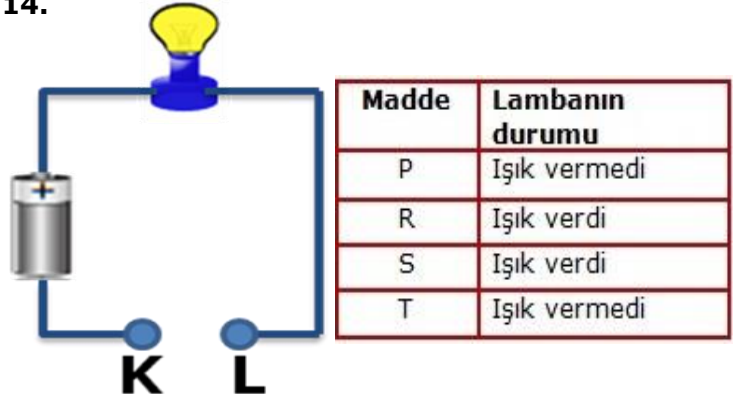 14.
+
K L
Madde Lambanın durumu
P Işık vermedi
R Işık verdi
S Işık verdi
T Işık vermedi